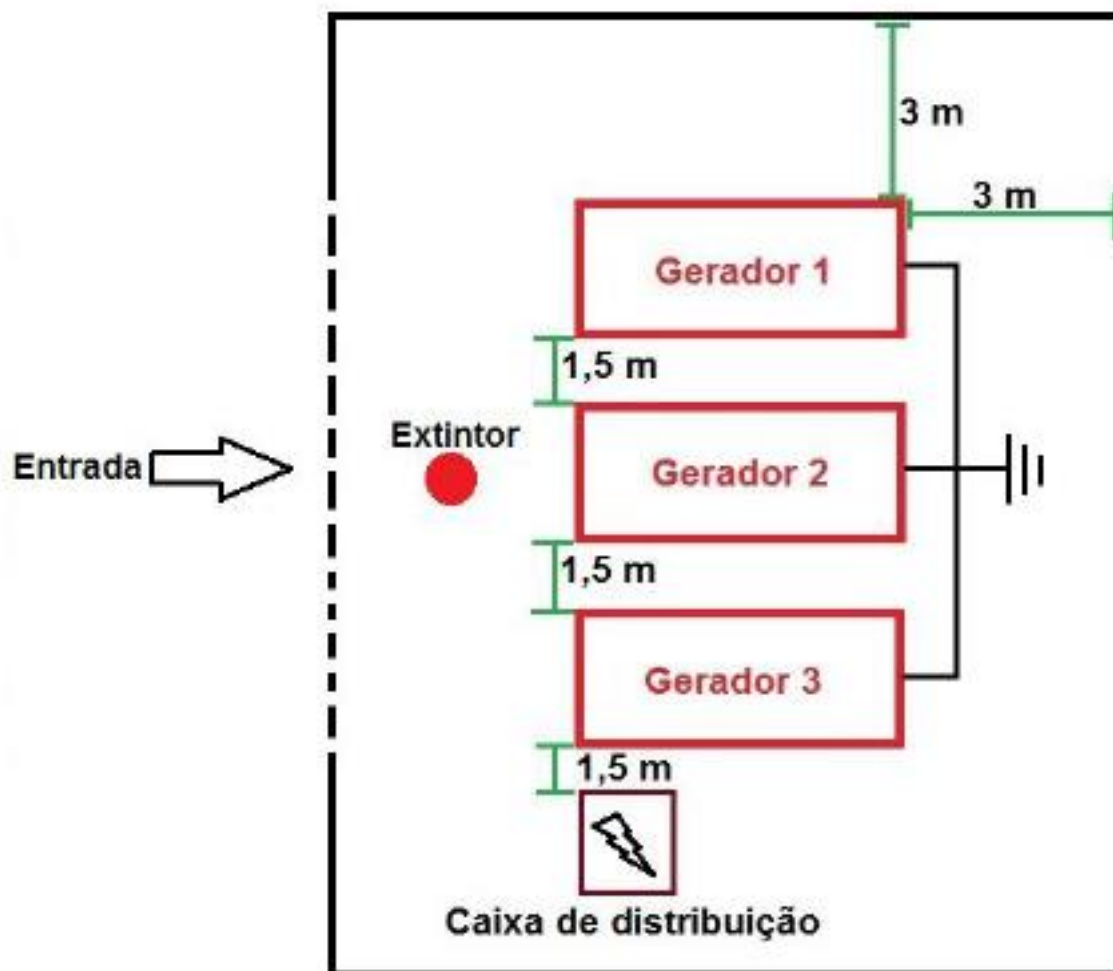 3 m
3 m
Gerador 1
1,5 m
Extintor
Entrada
Gerador 2
1,5 m
Gerador 3
1,5 m
Caixa de distribuição